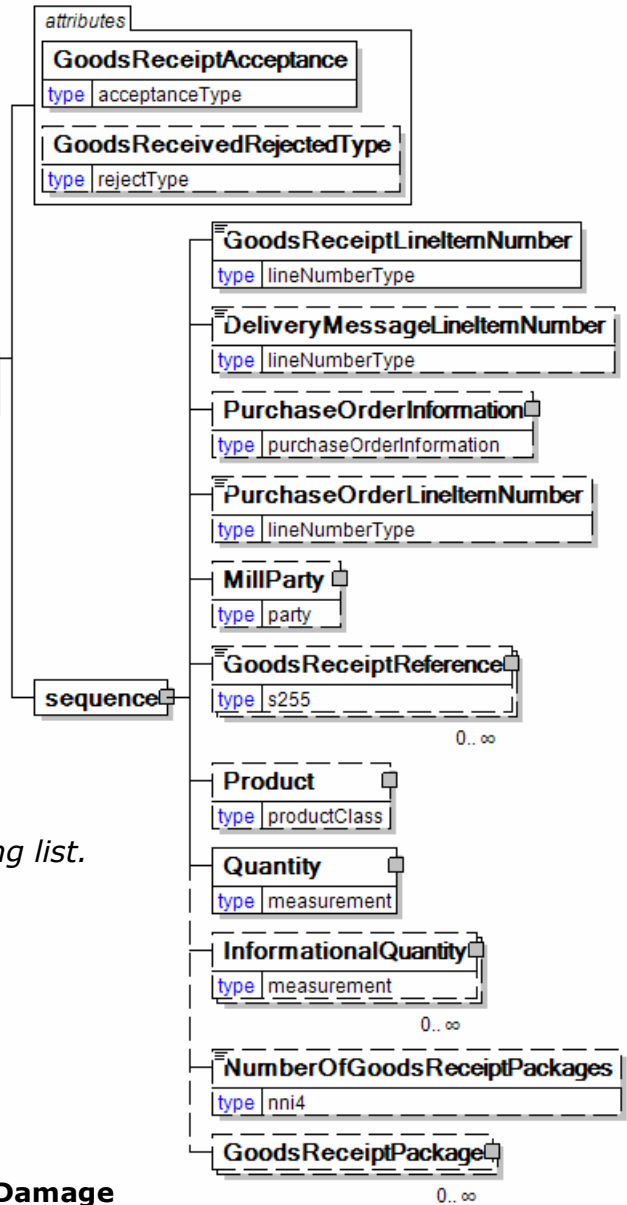 attributes
GoodsReceiptAcceptance
type acceptanceType
GoodsReceivedRejectedType
type rejectType
GoodsReceiptLineItemNumber
type lineNumberType
DeliveryMessageLineItemNumber
type lineNumberType
PurchaseOrderInformation
type purchaseOrderInformation
PurchaseOrderLineItemNumber
type lineNumberType
MillParty
type party
GoodsReceiptReference
sequence
type s255
0.. ∞
Product
type productClass
ng list.
Quantity
type measurement
InformationalQuantity
type measurement
0.. ∞
NumberOfGoodsReceiptPackages
type nni4
GoodsReceiptPackage
Damage
0.. ∞